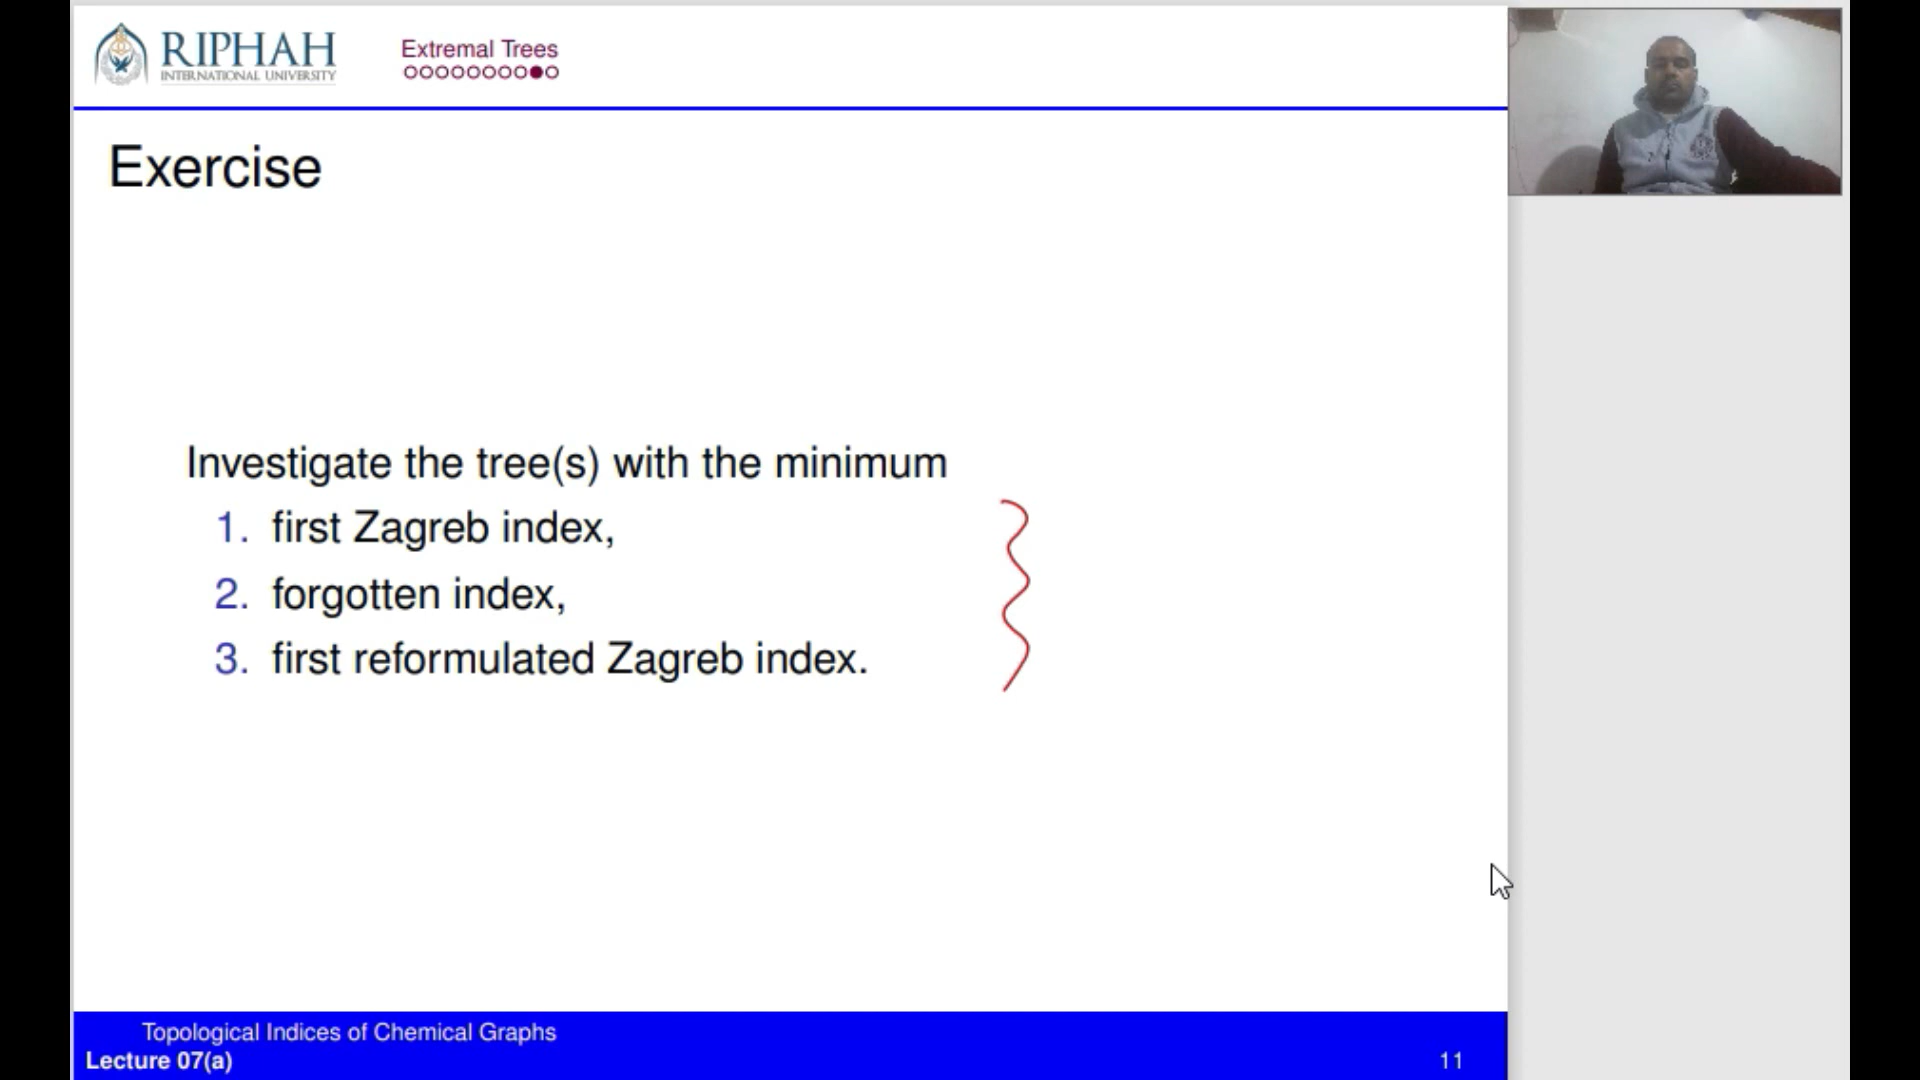 RIPHAH
INTERNATIONAL UNIVERSITY
Extremal Trees
Exercise
Investigate the tree(s) with the minimum
1. first Zagreb index,
2. forgotten index,
3. first reformulated Zagreb index.
Topological Indices of Chemical Graphs
Lecture 07(a)
11